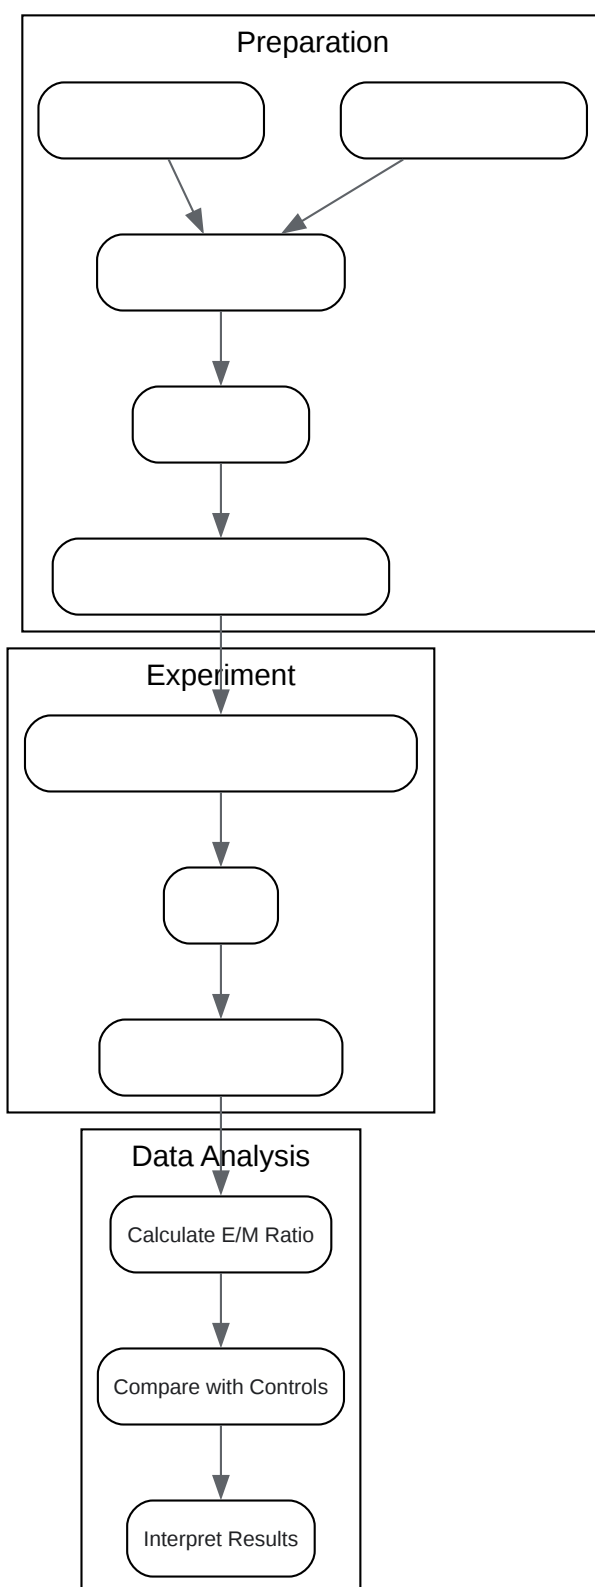 Preparation
Experiment
Data Analysis
Calculate E/M Ratio
Compare with Controls
Interpret Results